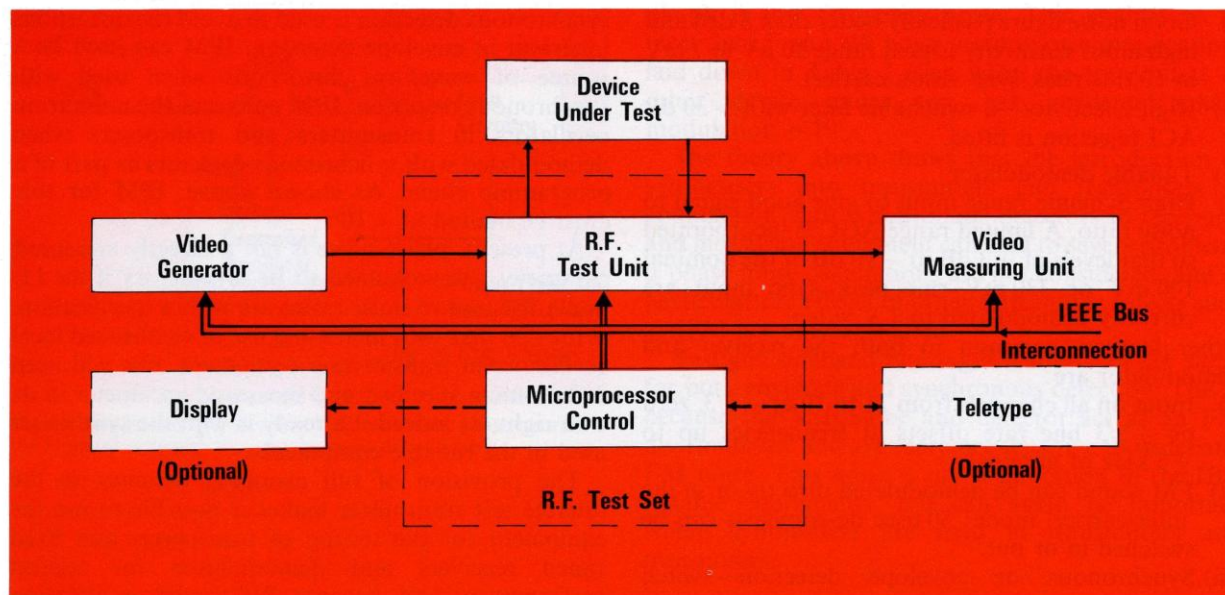 Device
Under Test
Video
Generator
R.F.
Test Unit
Video
Measuring Unit
IEEE Bus
Interconnection
Display
Microprocessor
Control
Teletype
(Optional)
(Optional)
R.F. Test Set